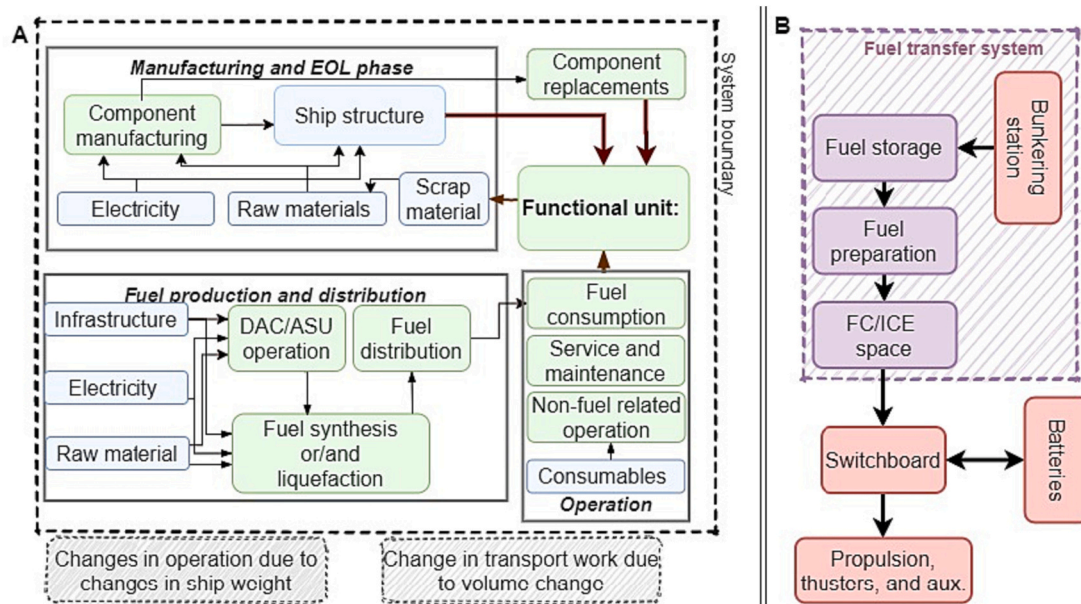 A
Manufacturing and EOL phase
Component
manufacturing
Ship structure
Component
replacements
Electricity
Raw materials
Scrap
material
Functional unit:
System boundary
Fuel production and distribution
Infrastructure
Electricity
Raw material
DAC/ASU
operation
Fuel
distribution
Fuel synthesis
or/and
liquefaction
Fuel
consumption
Service and
maintenance
Non-fuel related
operation
Consumables
Operation
Changes in operation due to
changes in ship weight
Change in transport work due
to volume change
B
Fuel transfer system
Bunkering
station
Fuel storage
Fuel
preparation
FC/ICE
space
Switchboard
Batteries
Propulsion,
thusters, and aux.